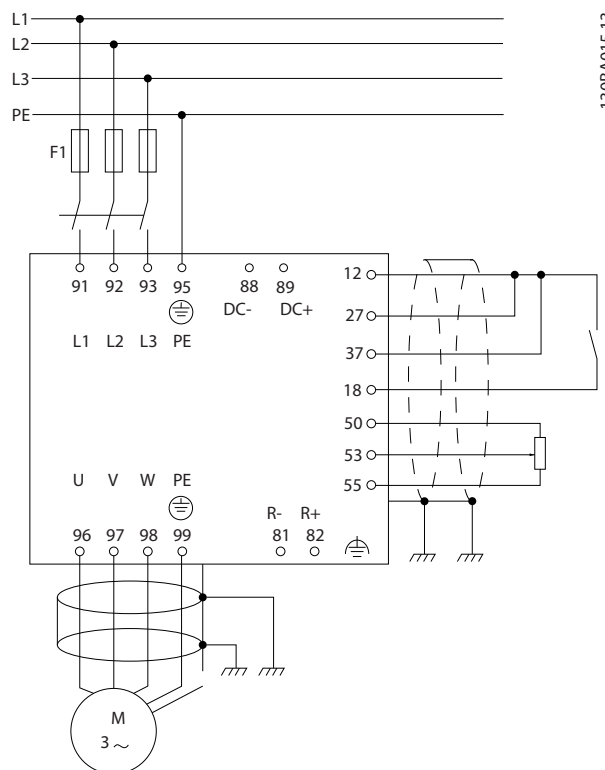 L1
L2
L3
PE
F1
91 92 93 95 88 89
DC- DC+
L1 L2 L3 PE
12
27
37
18
50
53
55
U V W PE
R- R+
96 97 98 99 81 82
M
3 ~